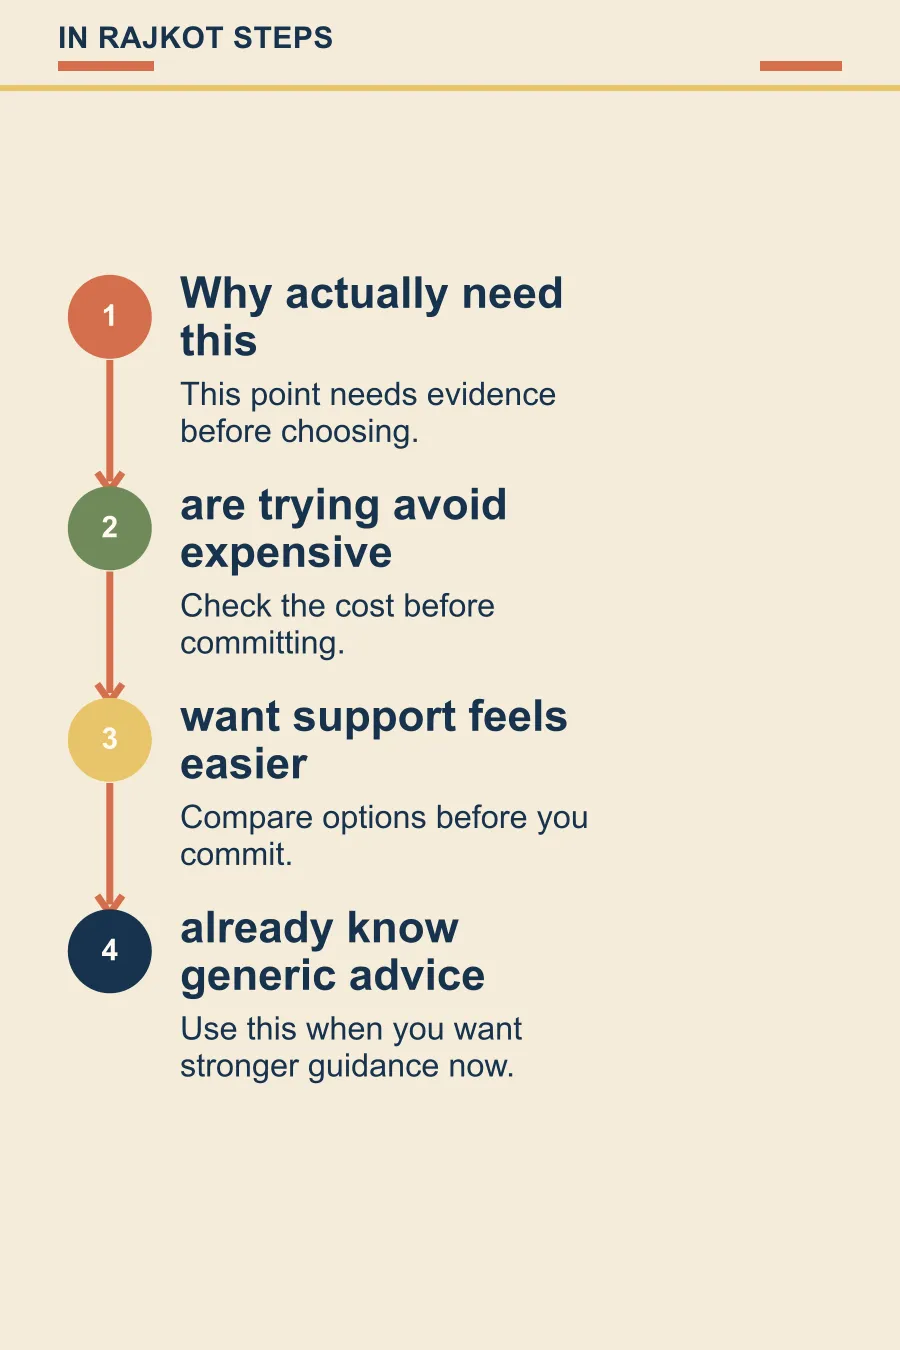 IN RAJKOT STEPS
1
Why actually need
this
This point needs evidence
before choosing.
2
are trying avoid
expensive
Check the cost before
committing.
3
want support feels
easier
Compare options before you
commit.
4
already know
generic advice
Use this when you want
stronger guidance now.